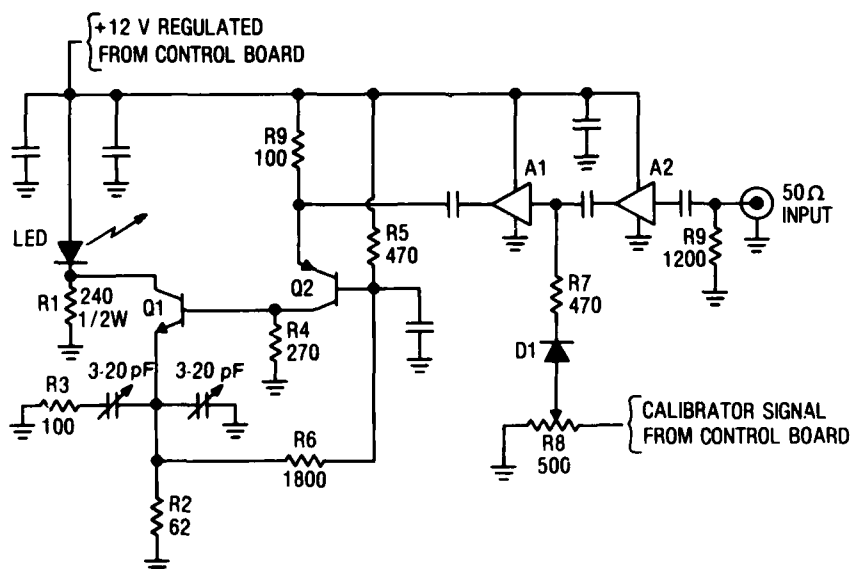 +12 V REGULATED
FROM CONTROL BOARD
R9
100
A1
A2
50Ω
INPUT
LED
R5
470
R9
1200
R1
240
1/2W
Q1
Q2
R7
470
R4
270
D1
3-20 pF
3-20 pF
R3
100
CALIBRATOR SIGNAL
FROM CONTROL BOARD
R6
1800
R8
500
R2
62